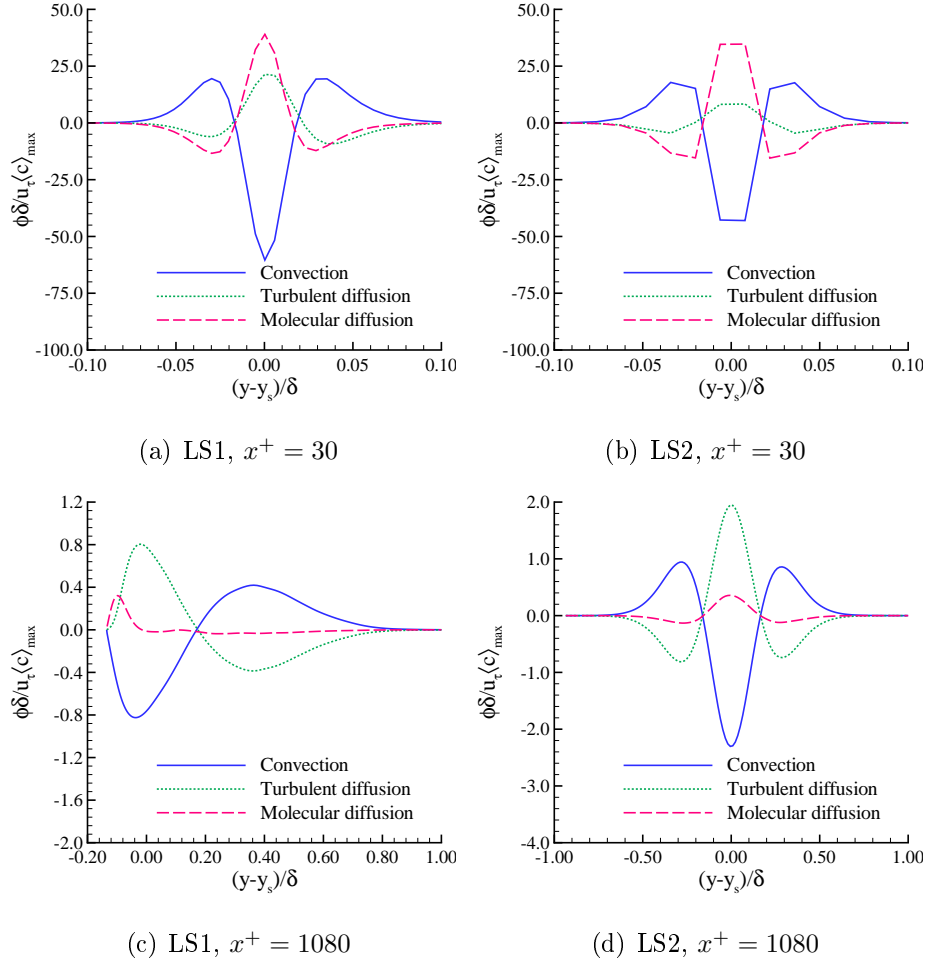 50.0
25.0
0.0
-25.0
-50.0
-75.0
-100.0
ϕδ/u_τ⟨c⟩_max
Convection
Turbulent diffusion
Molecular diffusion
-0.10 -0.05 0.00 0.05 0.10
(y-y_s)/δ
(a) LS1, x⁺ = 30
50.0
25.0
0.0
-25.0
-50.0
-75.0
-100.0
ϕδ/u_τ⟨c⟩_max
Convection
Turbulent diffusion
Molecular diffusion
-0.10 -0.05 0.00 0.05 0.10
(y-y_s)/δ
(b) LS2, x⁺ = 30
1.2
0.8
0.4
0.0
-0.4
-0.8
-1.2
-1.6
-2.0
ϕδ/u_τ⟨c⟩_max
Convection
Turbulent diffusion
Molecular diffusion
-0.20 0.00 0.20 0.40 0.60 0.80 1.00
(y-y_s)/δ
(c) LS1, x⁺ = 1080
2.0
1.0
0.0
-1.0
-2.0
-3.0
-4.0
ϕδ/u_τ⟨c⟩_max
Convection
Turbulent diffusion
Molecular diffusion
-1.00 -0.50 0.00 0.50 1.00
(y-y_s)/δ
(d) LS2, x⁺ = 1080